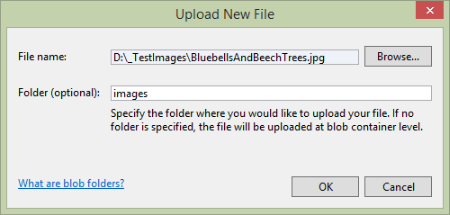 Upload New File
File name: D:\_TestImages\BluebellsAndBeechTrees.jpg Browse...
Folder (optional): images
Specify the folder where you would like to upload your file. If no
folder is specified, the file will be uploaded at blob container level.
What are blob folders? OK Cancel